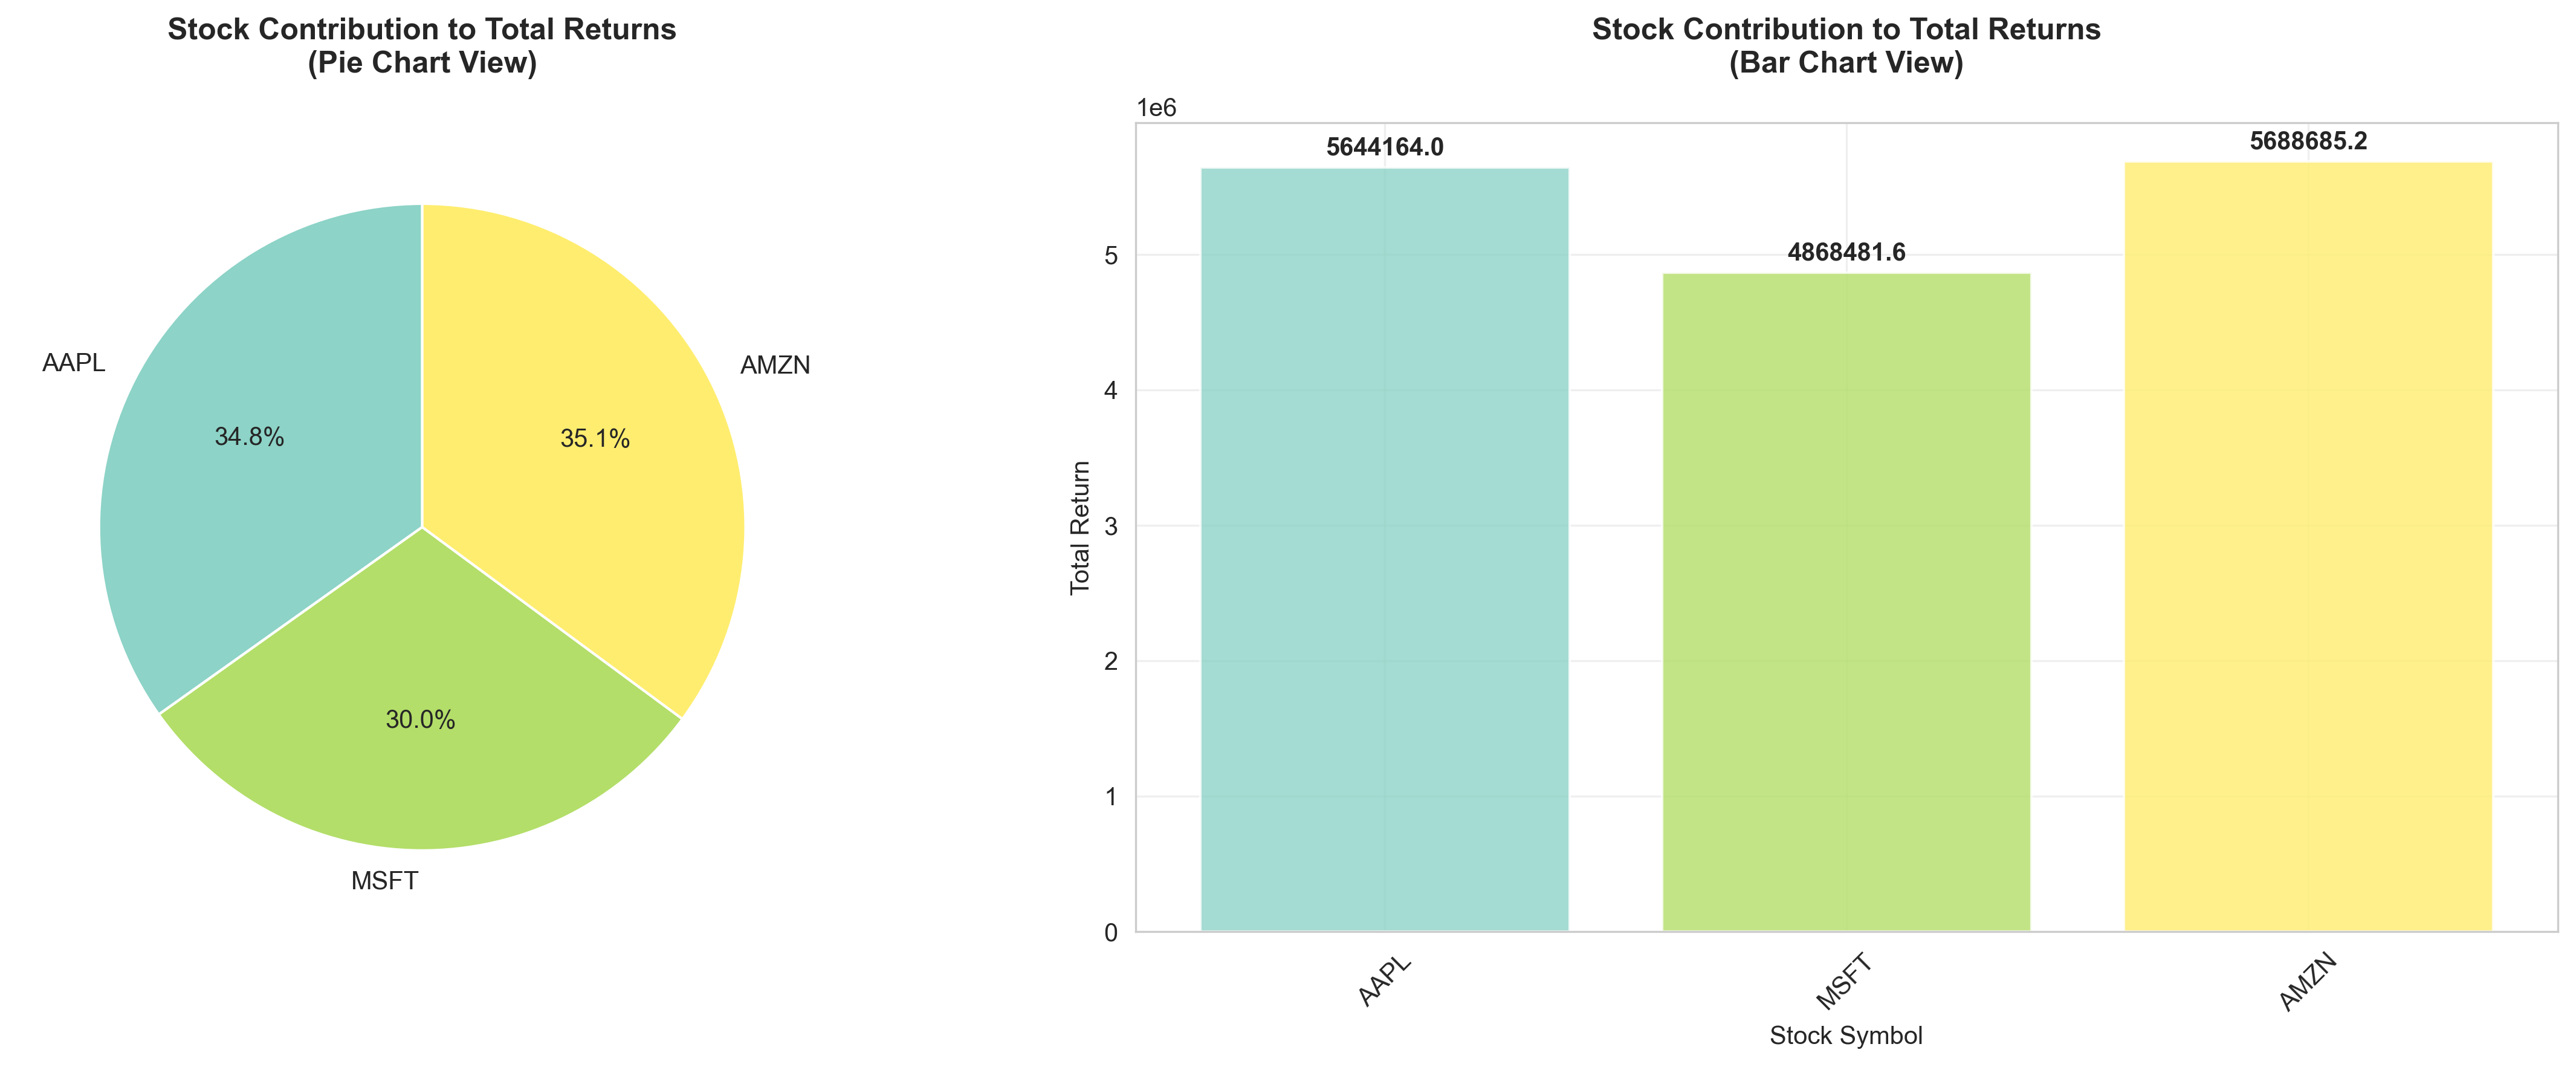 Stock Contribution to Total Returns
(Pie Chart View)
AAPL
AMZN
34.8%
35.1%
30.0%
MSFT
Stock Contribution to Total Returns
(Bar Chart View)
1e6
5644164.0
4868481.6
5688685.2
5
4
3
2
1
0
Total Return
AAPL
MSFT
AMZN
Stock Symbol